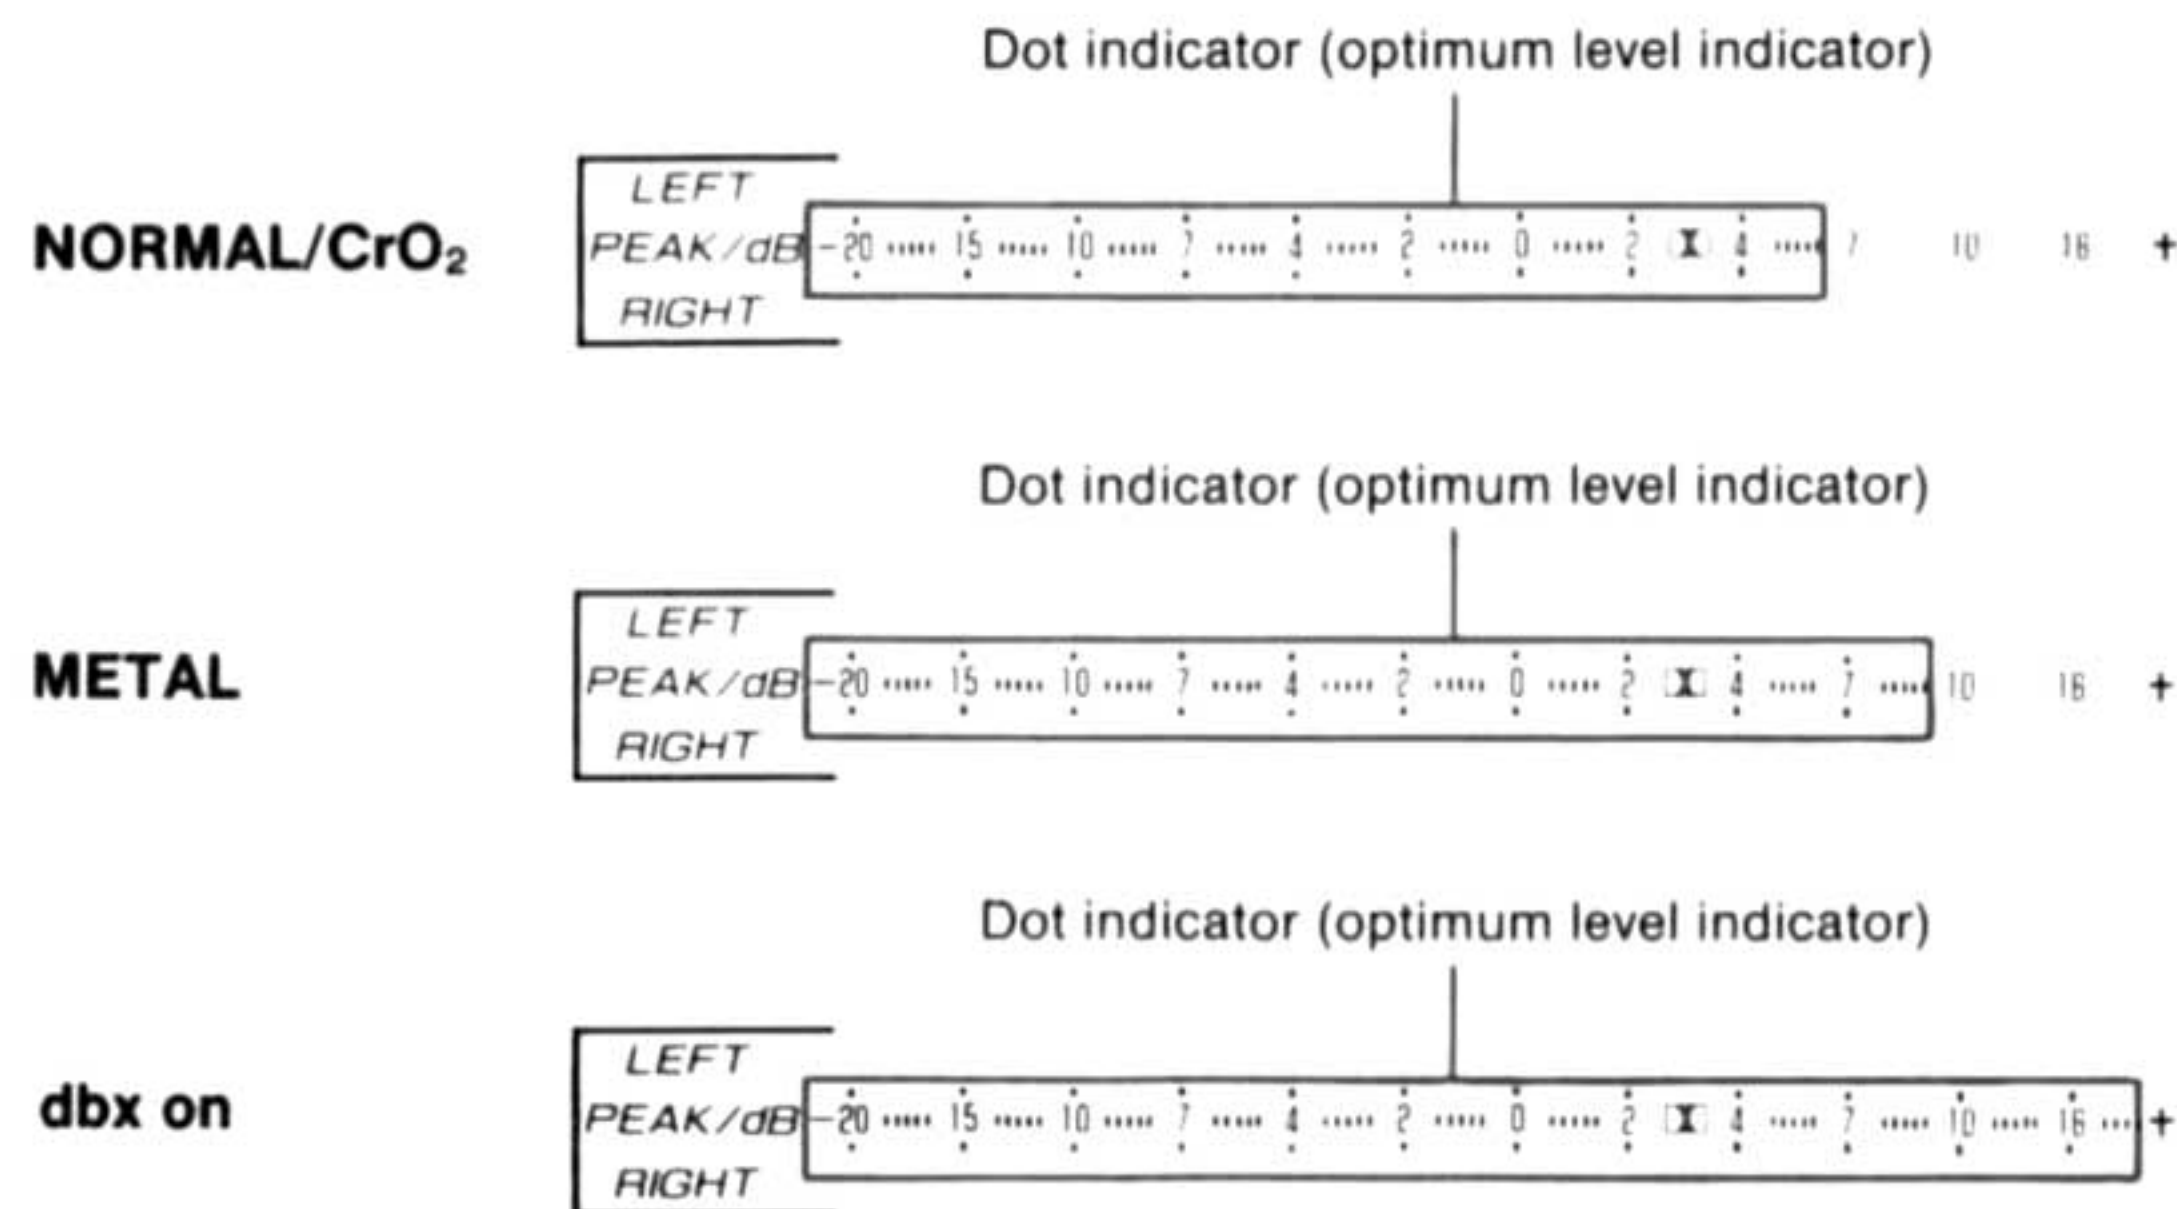 Dot indicator (optimum level indicator)
NORMAL/CrO₂
LEFT
PEAK/dB -20 ····· 15 ····· 10 ····· 7 ····· 4 ····· 2 ····· 0 ····· 2 4 ····· 7 10 16 +
RIGHT
Dot indicator (optimum level indicator)
METAL
LEFT
PEAK/dB -20 ····· 15 ····· 10 ····· 7 ····· 4 ····· 2 ····· 0 ····· 2 4 ····· 7 ····· 10 16 +
RIGHT
Dot indicator (optimum level indicator)
dbx on
LEFT
PEAK/dB -20 ····· 15 ····· 10 ····· 7 ····· 4 ····· 2 ····· 0 ····· 2 4 ····· 7 ····· 10 ····· 16 ··· +
RIGHT